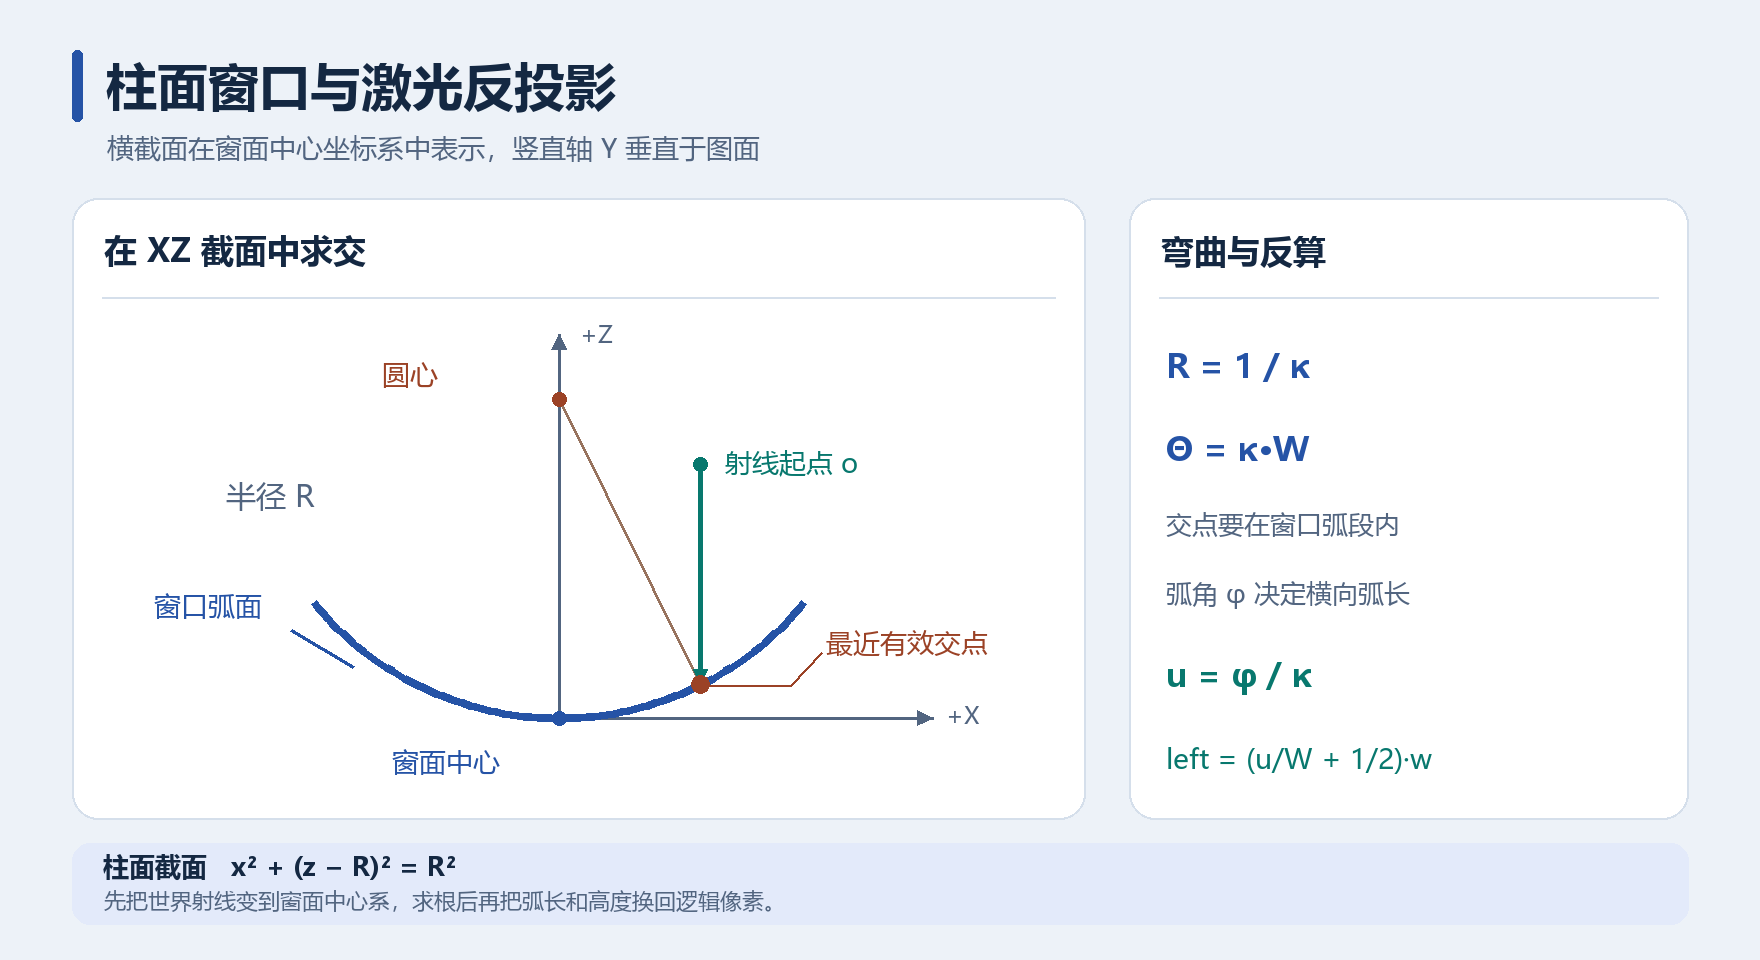 柱面窗口与激光反投影
横截面在窗面中心坐标系中表示，竖直轴 Y 垂直于图面
在 XZ 截面中求交
+Z
圆心
射线起点 o
半径 R
窗口弧面
最近有效交点
+X
窗面中心
弯曲与反算
R = 1 / κ
Θ = κ·W
交点要在窗口弧段内
弧角 φ 决定横向弧长
u = φ / κ
left = (u/W + 1/2)·w
柱面截面 x² + (z − R)² = R²
先把世界射线变到窗面中心系，求根后再把弧长和高度换回逻辑像素。